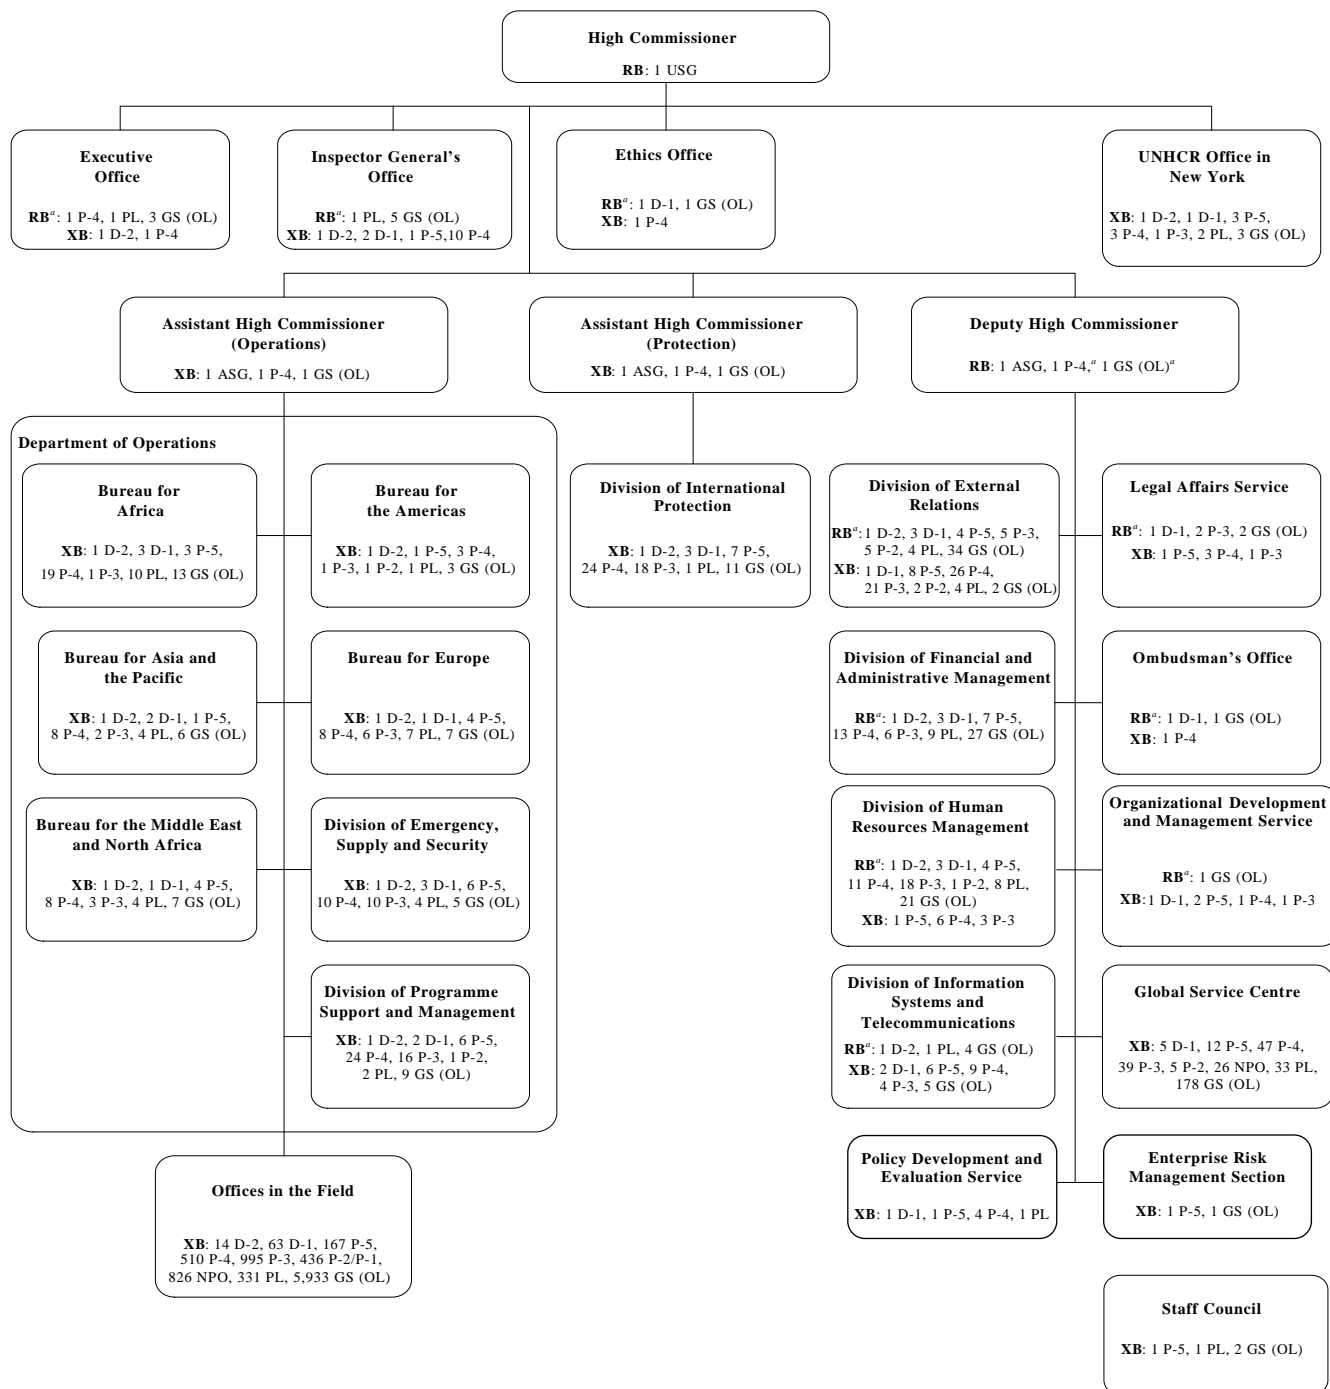 High Commissioner
RB: 1 USG
Executive
Office
RBa: 1 P-4, 1 PL, 3 GS (OL)
XB: 1 D-2, 1 P-4
Inspector General's
Office
RBa: 1 PL, 5 GS (OL)
XB: 1 D-2, 2 D-1, 1 P-5,10 P-4
Ethics Office
RBa: 1 D-1, 1 GS (OL)
XB: 1 P-4
UNHCR Office in
New York
XB: 1 D-2, 1 D-1, 3 P-5,
3 P-4, 1 P-3, 2 PL, 3 GS (OL)
Assistant High Commissioner
(Operations)
XB: 1 ASG, 1 P-4, 1 GS (OL)
Assistant High Commissioner
(Protection)
XB: 1 ASG, 1 P-4, 1 GS (OL)
Deputy High Commissioner
RB: 1 ASG, 1 P-4,a 1 GS (OL)a
Department of Operations
Bureau for
Africa
XB: 1 D-2, 3 D-1, 3 P-5,
19 P-4, 1 P-3, 10 PL, 13 GS (OL)
Bureau for
the Americas
XB: 1 D-2, 1 P-5, 3 P-4,
1 P-3, 1 P-2, 1 PL, 3 GS (OL)
Division of International
Protection
XB: 1 D-2, 3 D-1, 7 P-5,
24 P-4, 18 P-3, 1 PL, 11 GS (OL)
Division of External
Relations
RBa: 1 D-2, 3 D-1, 4 P-5, 5 P-3,
5 P-2, 4 PL, 34 GS (OL)
XB: 1 D-1, 8 P-5, 26 P-4,
21 P-3, 2 P-2, 4 PL, 2 GS (OL)
Legal Affairs Service
RBa: 1 D-1, 2 P-3, 2 GS (OL)
XB: 1 P-5, 3 P-4, 1 P-3
Bureau for Asia and
the Pacific
XB: 1 D-2, 2 D-1, 1 P-5,
8 P-4, 2 P-3, 4 PL, 6 GS (OL)
Bureau for Europe
XB: 1 D-2, 1 D-1, 4 P-5,
8 P-4, 6 P-3, 7 PL, 7 GS (OL)
Division of Financial and
Administrative Management
RBa: 1 D-2, 3 D-1, 7 P-5,
13 P-4, 6 P-3, 9 PL, 27 GS (OL)
Ombudsman's Office
RBa: 1 D-1, 1 GS (OL)
XB: 1 P-4
Bureau for the Middle East
and North Africa
XB: 1 D-2, 1 D-1, 4 P-5,
8 P-4, 3 P-3, 4 PL, 7 GS (OL)
Division of Emergency,
Supply and Security
XB: 1 D-2, 3 D-1, 6 P-5,
10 P-4, 10 P-3, 4 PL, 5 GS (OL)
Division of Human
Resources Management
RBa: 1 D-2, 3 D-1, 4 P-5,
11 P-4, 18 P-3, 1 P-2, 8 PL,
21 GS (OL)
XB: 1 P-5, 6 P-4, 3 P-3
Organizational Development
and Management Service
RBa: 1 GS (OL)
XB:1 D-1, 2 P-5, 1 P-4, 1 P-3
Division of Programme
Support and Management
XB: 1 D-2, 2 D-1, 6 P-5,
24 P-4, 16 P-3, 1 P-2,
2 PL, 9 GS (OL)
Division of Information
Systems and
Telecommunications
RBa: 1 D-2, 1 PL, 4 GS (OL)
XB: 2 D-1, 6 P-5, 9 P-4,
4 P-3, 5 GS (OL)
Global Service Centre
XB: 5 D-1, 12 P-5, 47 P-4,
39 P-3, 5 P-2, 26 NPO, 33 PL,
178 GS (OL)
Offices in the Field
XB: 14 D-2, 63 D-1, 167 P-5,
510 P-4, 995 P-3, 436 P-2/P-1,
826 NPO, 331 PL, 5,933 GS (OL)
Policy Development and
Evaluation Service
XB: 1 D-1, 1 P-5, 4 P-4, 1 PL
Enterprise Risk
Management Section
XB: 1 P-5, 1 GS (OL)
Staff Council
XB: 1 P-5, 1 PL, 2 GS (OL)